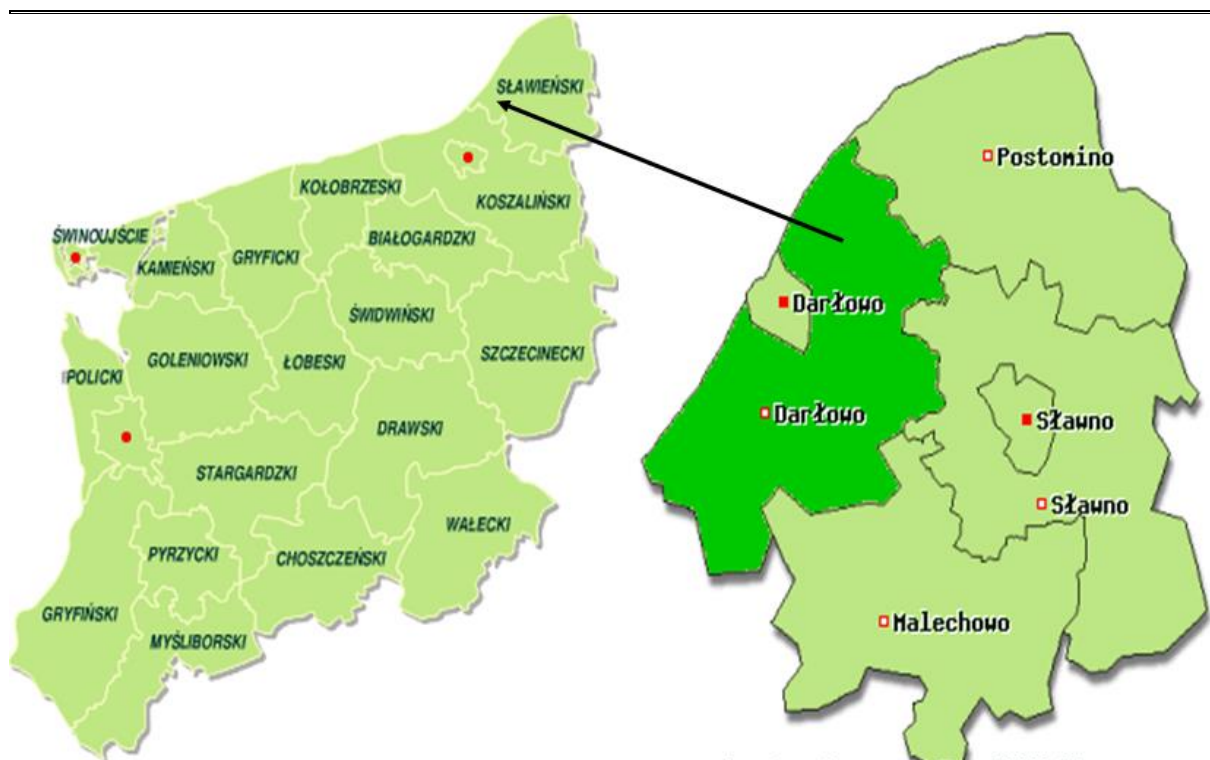 SŁAWIEŃSKI
KOŁOBRZESKI
KOSZALIŃSKI
ŚWINOUJŚCIE
BIAŁOGARDZKI
KAMIEŃSKI
GRYFICKI
ŚWIDWIŃSKI
SZCZECINECKI
GOLENIOWSKI
ŁOBESKI
POLICKI
DRAWSKI
STARGARDZKI
WAŁECKI
PYRZYCKI
CHOSZCZEŃSKI
GRYFIŃSKI
MYŚLIBORSKI
Postomino
Darłowo
Darłowo
Sławno
Sławno
Malechowo